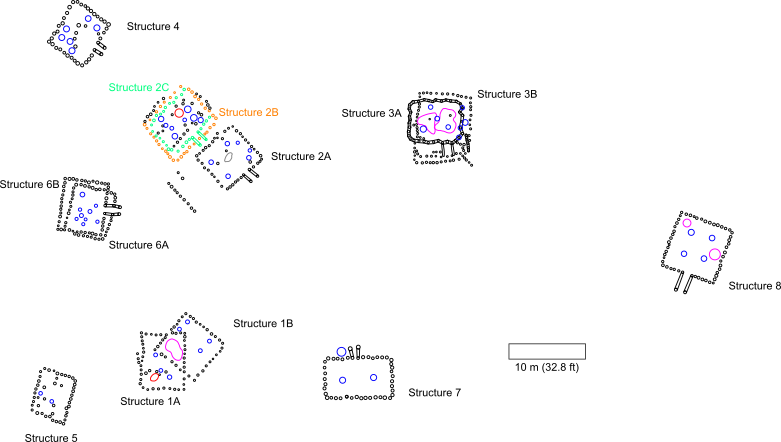 Structure 4
Structure 2C
Structure 3B
Structure 3A
Structure 2B
Structure 2A
Structure 6B
Structure 6A
Structure 8
Structure 1B
10 m (32.8 ft)
Structure 7
Structure 1A
Structure 5